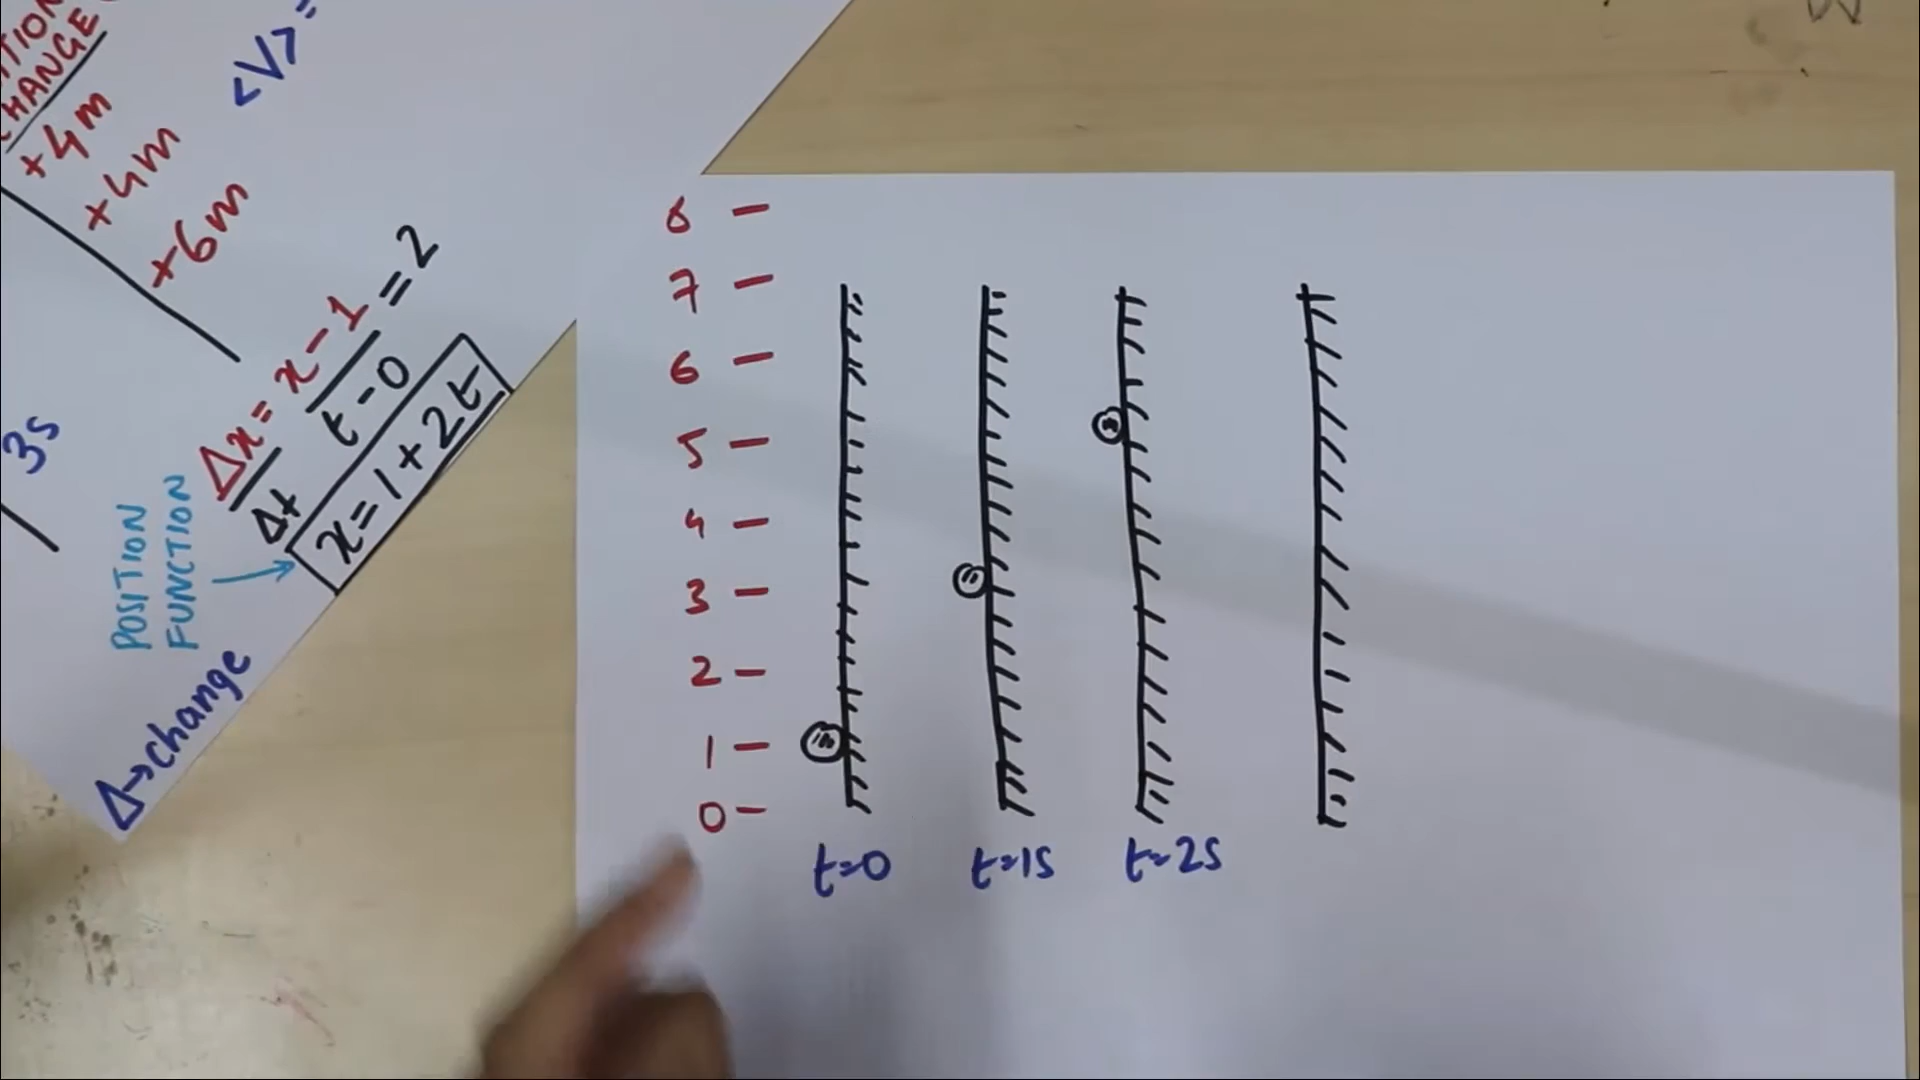 CHANGE
+4m
+4m
+6m
<V> =
3s
Δx = x-1 = 2
Δt t-0
x = 1 + 2t
POSITION
FUNCTION
Δ→change
8
7
6
5
4
3
2
1
0
t=0
t=1s
t=2s